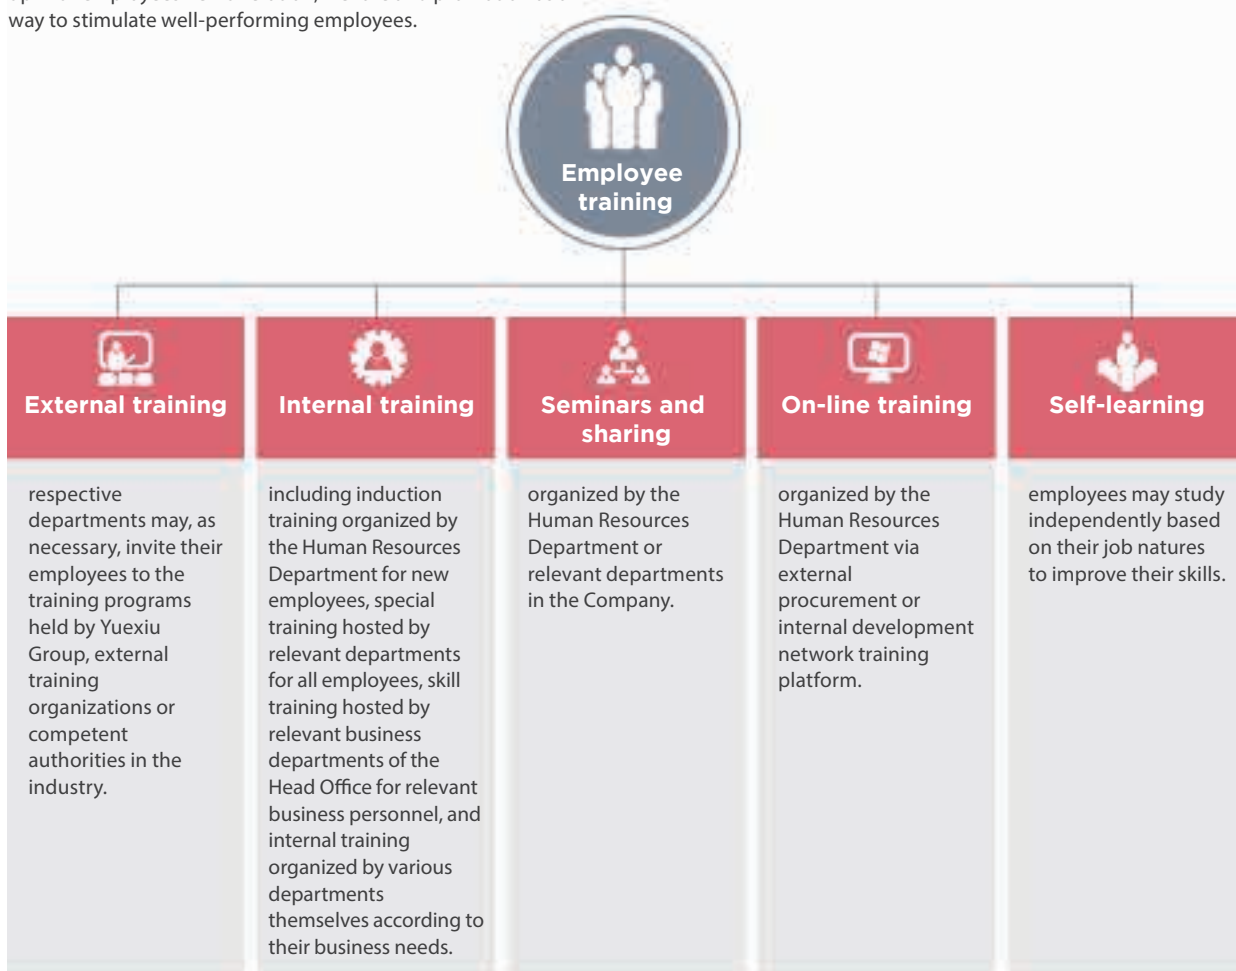 way to stimulate well-performing employees.
Employee
training
External training
respective
departments may, as
necessary, invite their
employees to the
training programs
held by Yuexiu
Group, external
training
organizations or
competent
authorities in the
industry.
Internal training
including induction
training organized by
the Human Resources
Department for new
employees, special
training hosted by
relevant departments
for all employees, skill
training hosted by
relevant business
departments of the
Head Office for relevant
business personnel, and
internal training
organized by various
departments
themselves according to
their business needs.
Seminars and
sharing
organized by the
Human Resources
Department or
relevant departments
in the Company.
On-line training
organized by the
Human Resources
Department via
external
procurement or
internal development
network training
platform.
Self-learning
employees may study
independently based
on their job natures
to improve their skills.